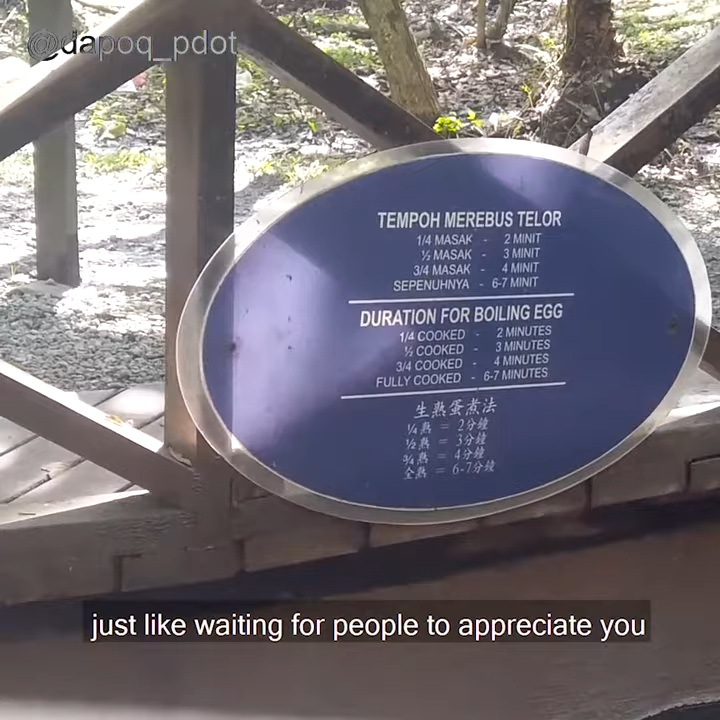 @dapoq_pdot
TEMPOH MEREBUS TELOR
1/4 MASAK - 2 MINIT
½ MASAK - 3 MINIT
3/4 MASAK - 4 MINIT
SEPENUHNYA - 6-7 MINIT
DURATION FOR BOILING EGG
1/4 COOKED - 2 MINUTES
½ COOKED - 3 MINUTES
3/4 COOKED - 4 MINUTES
FULLY COOKED - 6-7 MINUTES
生熟蛋煮法
¼熟 = 2分鐘
½熟 = 3分鐘
¾熟 = 4分鐘
全熟 = 6-7分鐘
just like waiting for people to appreciate you